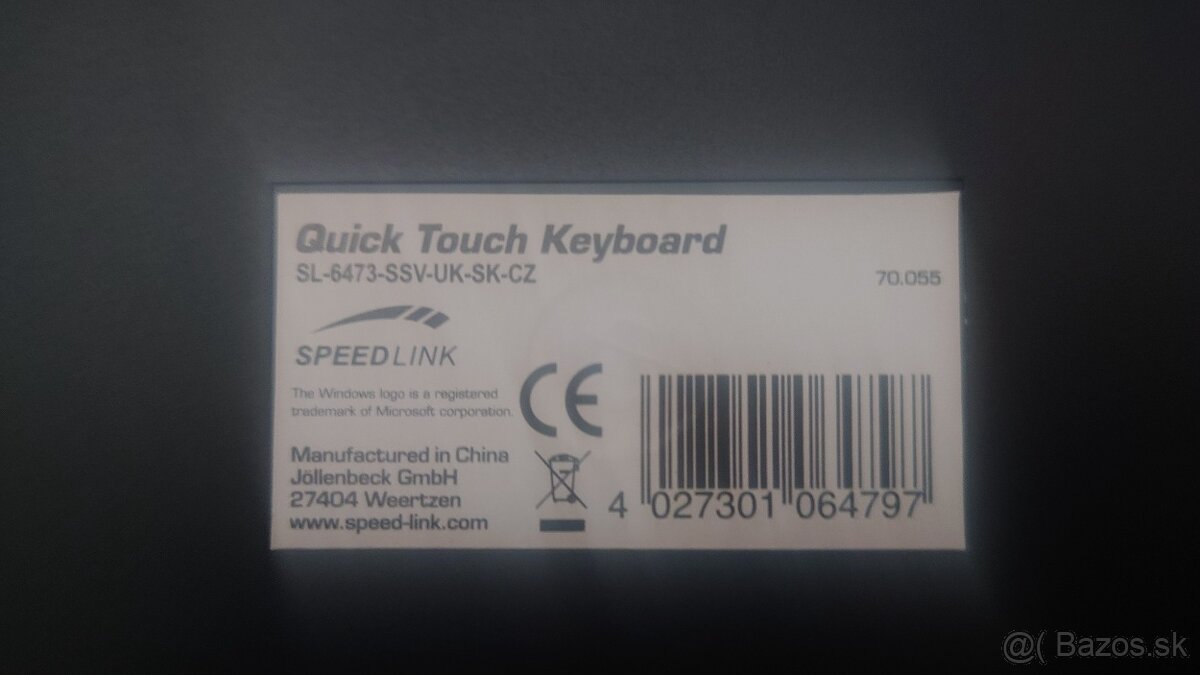 Quick Touch Keyboard
SL-6473-SSV-UK-SK-CZ
70.055
SPEEDLINK
The Windows logo is a registered
trademark of Microsoft corporation.
CE
Manufactured in China
Jöllenbeck GmbH
27404 Weertzen
www.speed-link.com
4 027301 064797
@( Bazos.sk